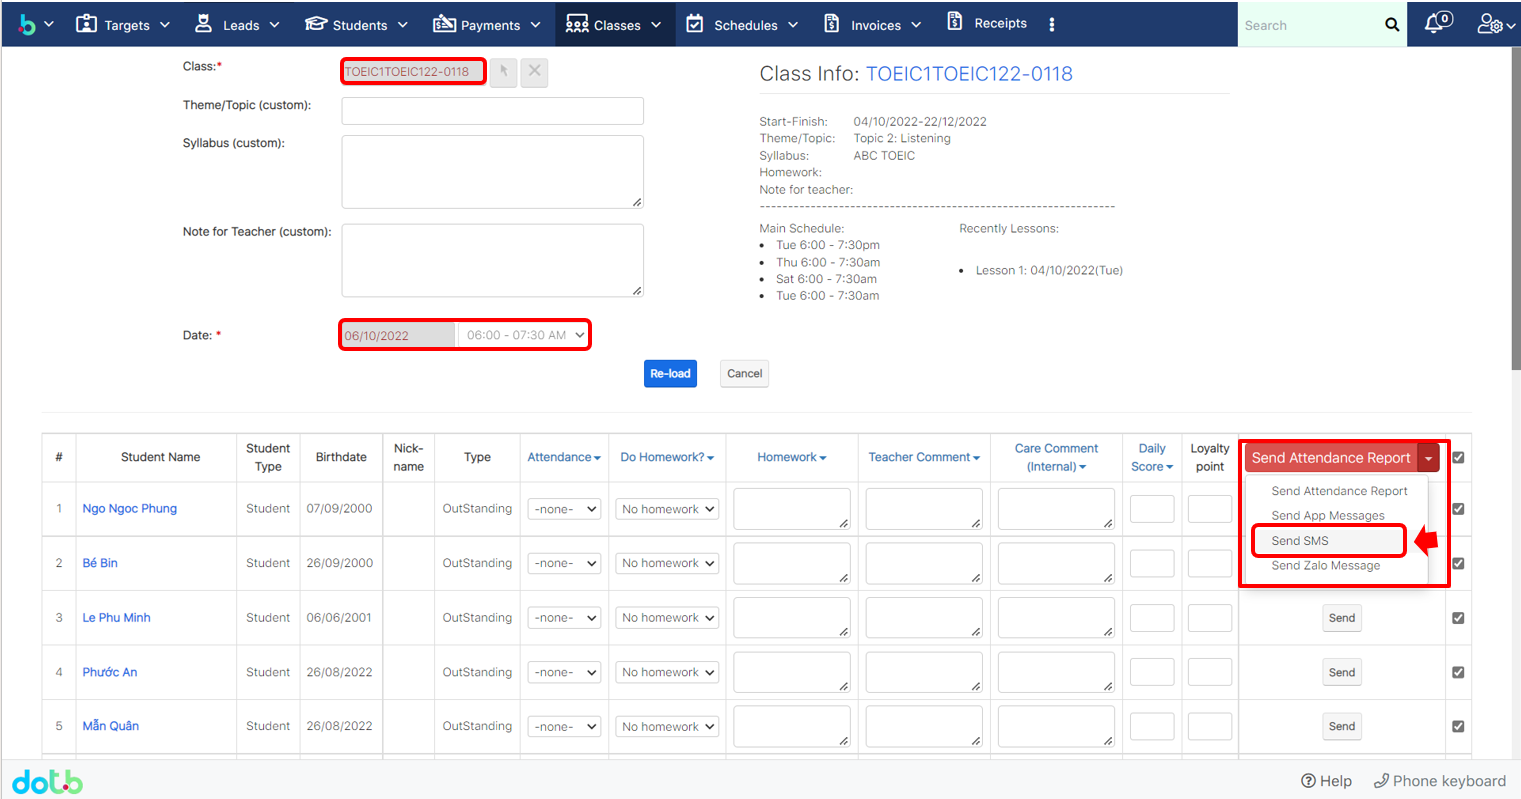 Targets Leads Students Payments Classes Schedules Invoices Receipts Search 0
Class:* TOEIC1TOEIC122-0118
Theme/Topic (custom):
Syllabus (custom):
Note for Teacher (custom):
Date: * 06/10/2022 06:00 - 07:30 AM
Class Info: TOEIC1TOEIC122-0118
Start-Finish: 04/10/2022-22/12/2022
Theme/Topic: Topic 2: Listening
Syllabus: ABC TOEIC
Homework:
Note for teacher:
Main Schedule:
• Tue 6:00 - 7:30pm
• Thu 6:00 - 7:30am
• Sat 6:00 - 7:30am
• Tue 6:00 - 7:30am
Recently Lessons:
• Lesson 1: 04/10/2022(Tue)
Re-load Cancel
# Student Name Student Type Birthdate Nick-name Type Attendance Do Homework? Homework Teacher Comment Care Comment (Internal) Daily Score Loyalty point Send Attendance Report
Send Attendance Report
Send App Messages
Send SMS
Send Zalo Message
1 Ngo Ngoc Phung Student 07/09/2000 OutStanding -none- No homework
2 Bé Bin Student 26/09/2000 OutStanding -none- No homework
3 Le Phu Minh Student 06/06/2001 OutStanding -none- No homework Send
4 Phước An Student 26/08/2022 OutStanding -none- No homework Send
5 Mẫn Quân Student 26/08/2022 OutStanding -none- No homework Send
dotb Help Phone keyboard